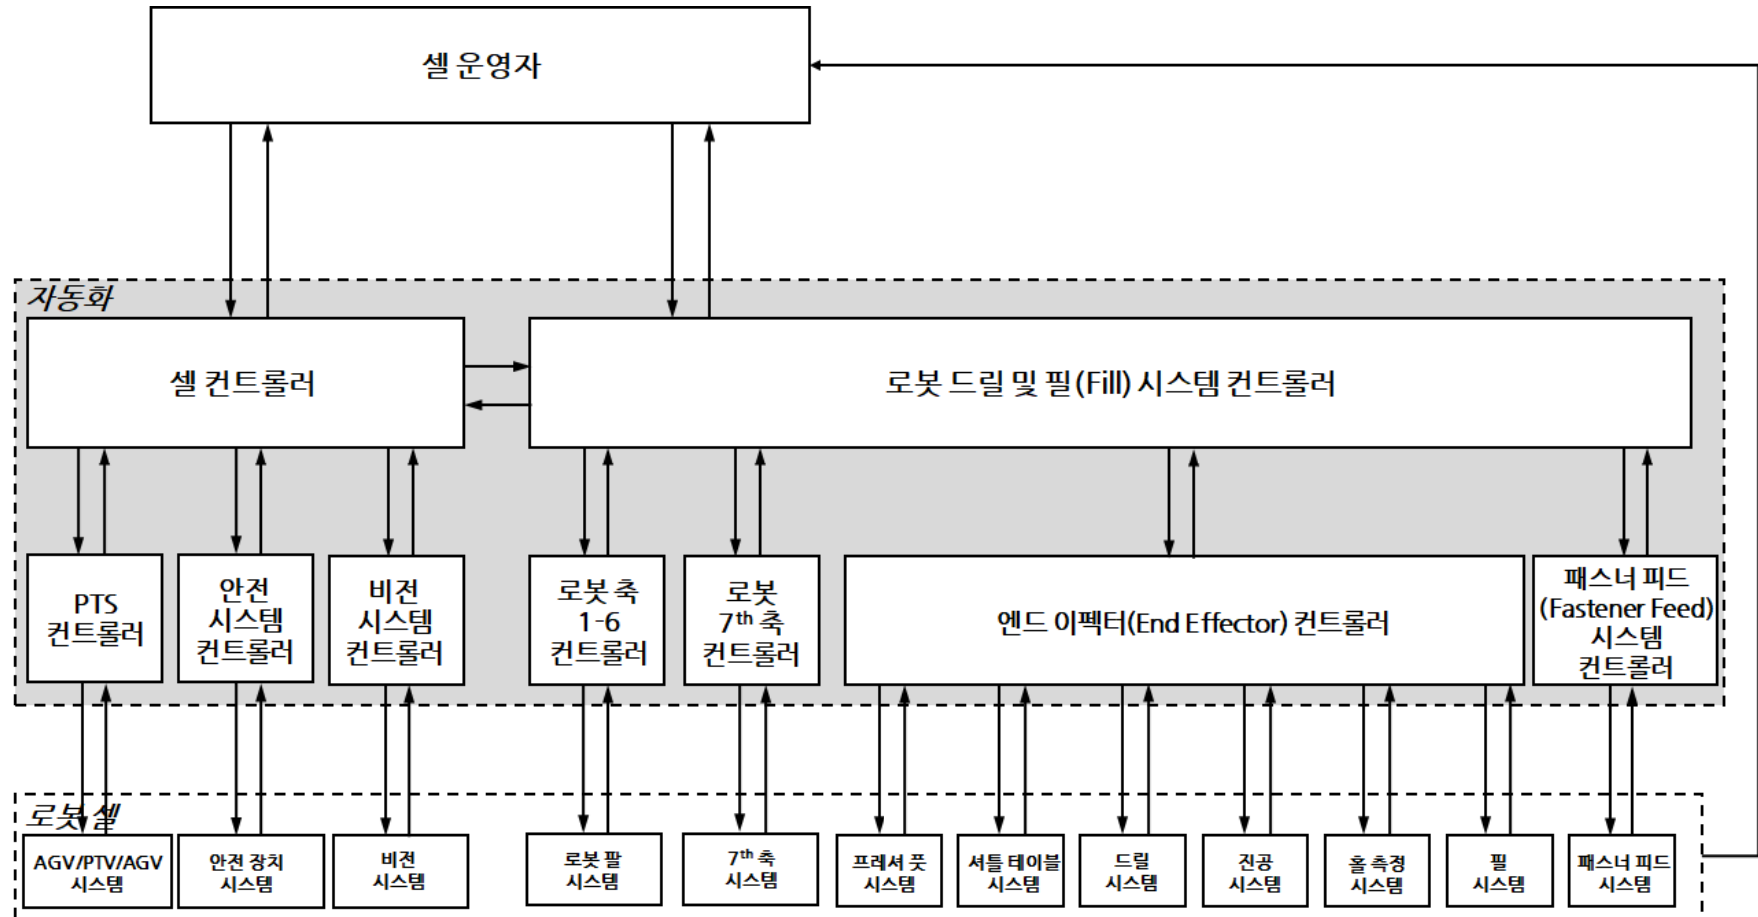 셀 운영자
자동화
셀 컨트롤러
로봇 드릴 및 필(Fill) 시스템 컨트롤러
PTS
컨트롤러
안전
시스템
컨트롤러
비전
시스템
컨트롤러
로봇 축
1-6
컨트롤러
로봇
7th 축
컨트롤러
엔드 이펙터(End Effector) 컨트롤러
패스너 피드
(Fastener Feed)
시스템
컨트롤러
로봇 셀
AGV/PTV/AGV
시스템
안전 장치
시스템
비전
시스템
로봇 팔
시스템
7th 축
시스템
프레셔 풋
시스템
셔틀 테이블
시스템
드릴
시스템
진공
시스템
홀 측정
시스템
필
시스템
패스너 피드
시스템